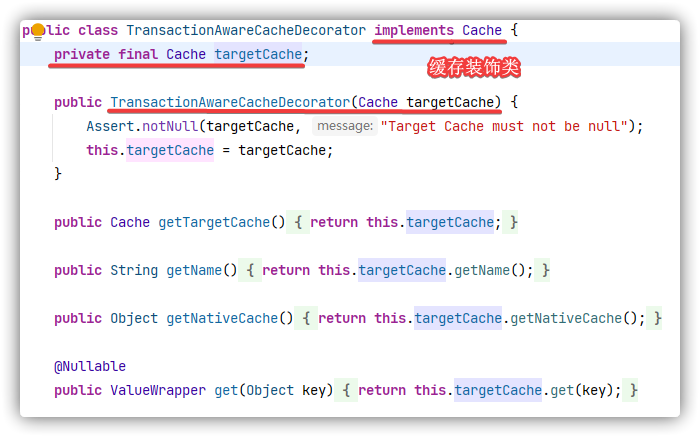 public class TransactionAwareCacheDecorator implements Cache {
private final Cache targetCache;
缓存装饰类
public TransactionAwareCacheDecorator(Cache targetCache) {
Assert.notNull(targetCache, message: "Target Cache must not be null");
this.targetCache = targetCache;
}
public Cache getTargetCache() { return this.targetCache; }
public String getName() { return this.targetCache.getName(); }
public Object getNativeCache() { return this.targetCache.getNativeCache(); }
@Nullable
public ValueWrapper get(Object key) { return this.targetCache.get(key); }